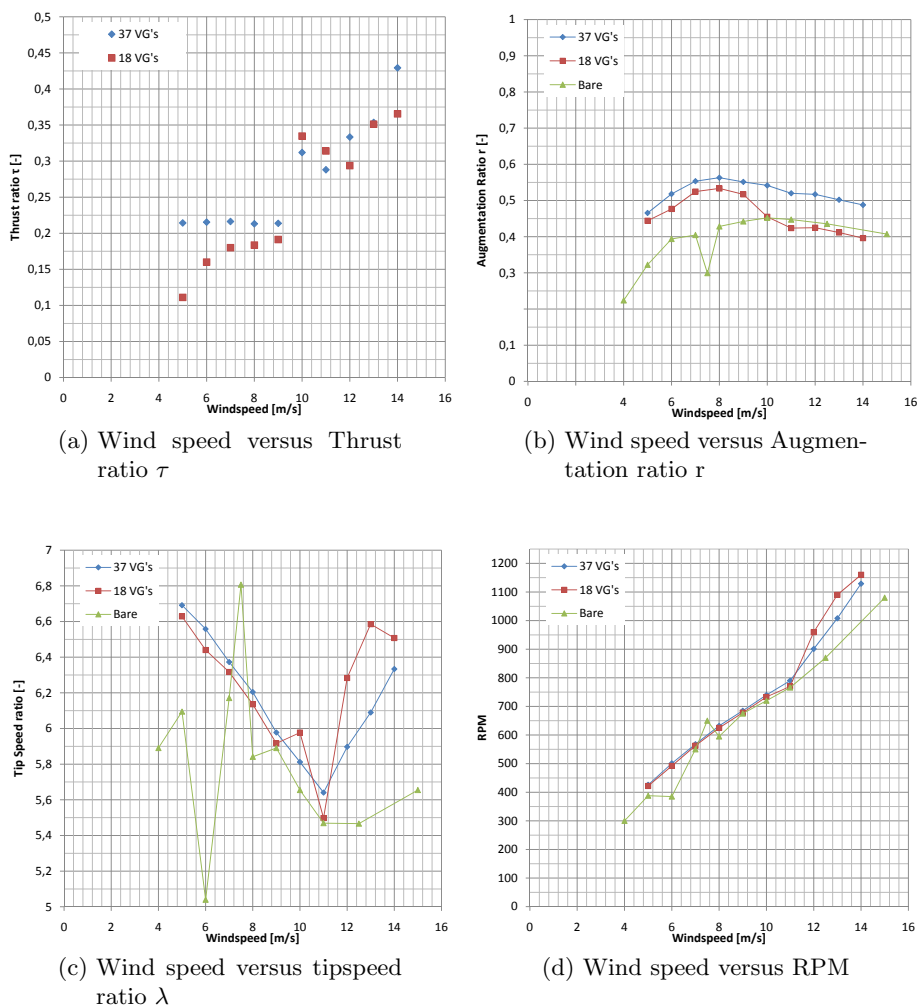 0,5
0,45
0,4
0,35
0,3
0,25
0,2
0,15
0,1
0,05
0
Thrust ratio τ [-]
37 VG's
18 VG's
0 2 4 6 8 10 12 14 16
Windspeed [m/s]
(a) Wind speed versus Thrust
ratio τ
1
0,9
0,8
0,7
0,6
0,5
0,4
0,3
0,1
0
Augmentation Ratio r [-]
37 VG's
18 VG's
Bare
0 4 6 8 10 12 14 16
Windspeed [m/s]
(b) Wind speed versus Augmen-
tation ratio r
7
6,8
6,6
6,4
6,2
6
5,8
5,6
5,4
5,2
5
Tip Speed ratio [-]
37 VG's
18 VG's
Bare
0 2 4 6 8 10 12 14 16
Windspeed [m/s]
(c) Wind speed versus tipspeed
ratio λ
1200
1100
1000
900
800
700
600
500
400
300
200
100
0
RPM
37 VG's
18 VG's
Bare
0 2 4 6 8 10 12 14 16
Windspeed [m/s]
(d) Wind speed versus RPM